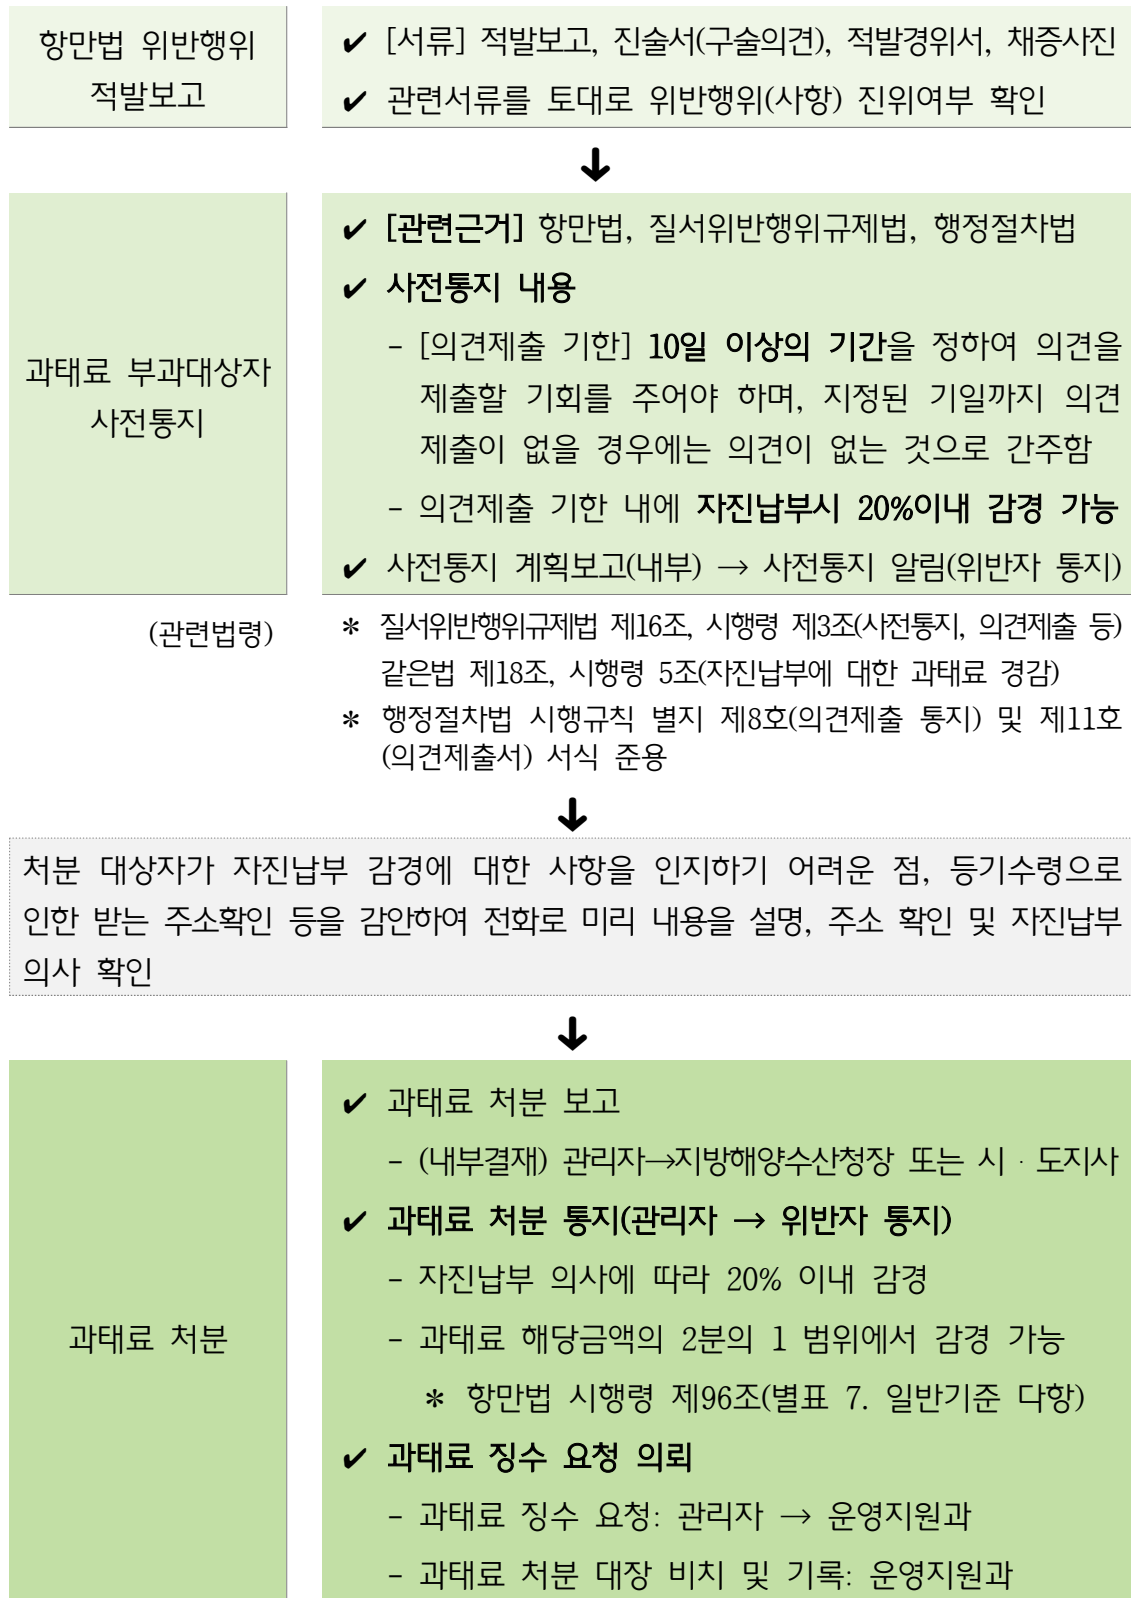 항만법 위반행위
적발보고
✔ [서류] 적발보고, 진술서(구술의견), 적발경위서, 채증사진
✔ 관련서류를 토대로 위반행위(사항) 진위여부 확인
↓
과태료 부과대상자
사전통지
✔ [관련근거] 항만법, 질서위반행위규제법, 행정절차법
✔ 사전통지 내용
- [의견제출 기한] 10일 이상의 기간을 정하여 의견을
제출할 기회를 주어야 하며, 지정된 기일까지 의견
제출이 없을 경우에는 의견이 없는 것으로 간주함
- 의견제출 기한 내에 자진납부시 20%이내 감경 가능
✔ 사전통지 계획보고(내부) → 사전통지 알림(위반자 통지)
(관련법령)
* 질서위반행위규제법 제16조, 시행령 제3조(사전통지, 의견제출 등)
같은법 제18조, 시행령 5조(자진납부에 대한 과태료 경감)
* 행정절차법 시행규칙 별지 제8호(의견제출 통지) 및 제11호
(의견제출서) 서식 준용
↓
처분 대상자가 자진납부 감경에 대한 사항을 인지하기 어려운 점, 등기수령으로
인한 받는 주소확인 등을 감안하여 전화로 미리 내용을 설명, 주소 확인 및 자진납부
의사 확인
↓
과태료 처분
✔ 과태료 처분 보고
- (내부결재) 관리자→지방해양수산청장 또는 시·도지사
✔ 과태료 처분 통지(관리자 → 위반자 통지)
- 자진납부 의사에 따라 20% 이내 감경
- 과태료 해당금액의 2분의 1 범위에서 감경 가능
* 항만법 시행령 제96조(별표 7. 일반기준 다항)
✔ 과태료 징수 요청 의뢰
- 과태료 징수 요청: 관리자 → 운영지원과
- 과태료 처분 대장 비치 및 기록: 운영지원과